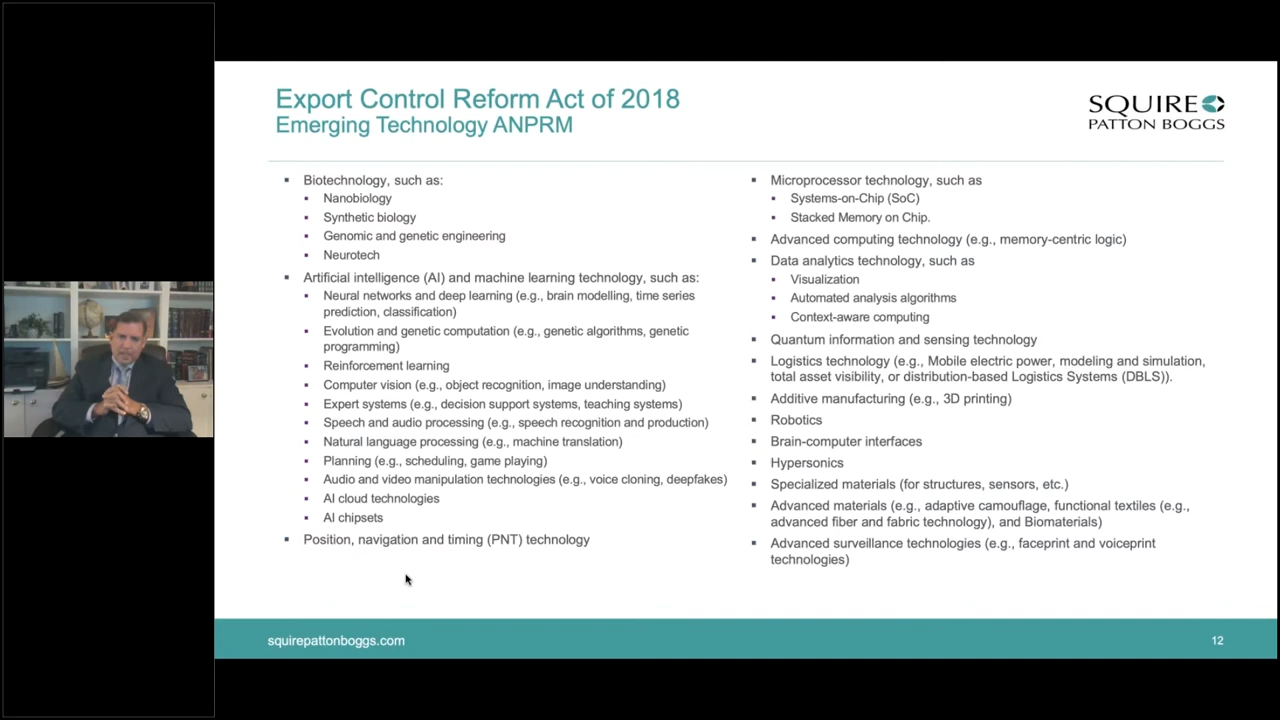 Export Control Reform Act of 2018
Emerging Technology ANPRM
SQUIRE
PATTON BOGGS
Biotechnology, such as:
Nanobiology
Synthetic biology
Genomic and genetic engineering
Neurotech
Artificial intelligence (AI) and machine learning technology, such as:
Neural networks and deep learning (e.g., brain modelling, time series
prediction, classification)
Evolution and genetic computation (e.g., genetic algorithms, genetic
programming)
Reinforcement learning
Computer vision (e.g., object recognition, image understanding)
Expert systems (e.g., decision support systems, teaching systems)
Speech and audio processing (e.g., speech recognition and production)
Natural language processing (e.g., machine translation)
Planning (e.g., scheduling, game playing)
Audio and video manipulation technologies (e.g., voice cloning, deepfakes)
AI cloud technologies
AI chipsets
Position, navigation and timing (PNT) technology
Microprocessor technology, such as
Systems-on-Chip (SoC)
Stacked Memory on Chip.
Advanced computing technology (e.g., memory-centric logic)
Data analytics technology, such as
Visualization
Automated analysis algorithms
Context-aware computing
Quantum information and sensing technology
Logistics technology (e.g., Mobile electric power, modeling and simulation,
total asset visibility, or distribution-based Logistics Systems (DBLS)).
Additive manufacturing (e.g., 3D printing)
Robotics
Brain-computer interfaces
Hypersonics
Specialized materials (for structures, sensors, etc.)
Advanced materials (e.g., adaptive camouflage, functional textiles (e.g.,
advanced fiber and fabric technology), and Biomaterials)
Advanced surveillance technologies (e.g., faceprint and voiceprint
technologies)
squirepattonboggs.com
12